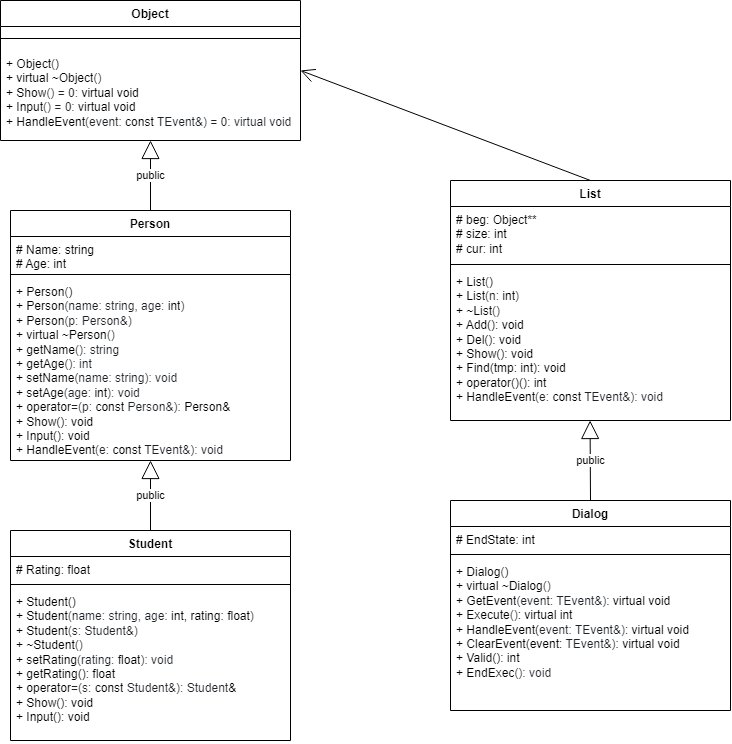 Object
+ Object()
+ virtual ~Object()
+ Show() = 0: virtual void
+ Input() = 0: virtual void
+ HandleEvent(event: const TEvent&) = 0: virtual void
public
Person
# Name: string
# Age: int
+ Person()
+ Person(name: string, age: int)
+ Person(p: Person&)
+ virtual ~Person()
+ getName(): string
+ getAge(): int
+ setName(name: string): void
+ setAge(age: int): void
+ operator=(p: const Person&): Person&
+ Show(): void
+ Input(): void
+ HandleEvent(e: const TEvent&): void
public
Student
# Rating: float
+ Student()
+ Student(name: string, age: int, rating: float)
+ Student(s: Student&)
+ ~Student()
+ setRating(rating: float): void
+ getRating(): float
+ operator=(s: const Student&): Student&
+ Show(): void
+ Input(): void
List
# beg: Object**
# size: int
# cur: int
+ List()
+ List(n: int)
+ ~List()
+ Add(): void
+ Del(): void
+ Show(): void
+ Find(tmp: int): void
+ operator()(): int
+ HandleEvent(e: const TEvent&): void
public
Dialog
# EndState: int
+ Dialog()
+ virtual ~Dialog()
+ GetEvent(event: TEvent&): virtual void
+ Execute(): virtual int
+ HandleEvent(event: TEvent&): virtual void
+ ClearEvent(event: TEvent&): virtual void
+ Valid(): int
+ EndExec(): void